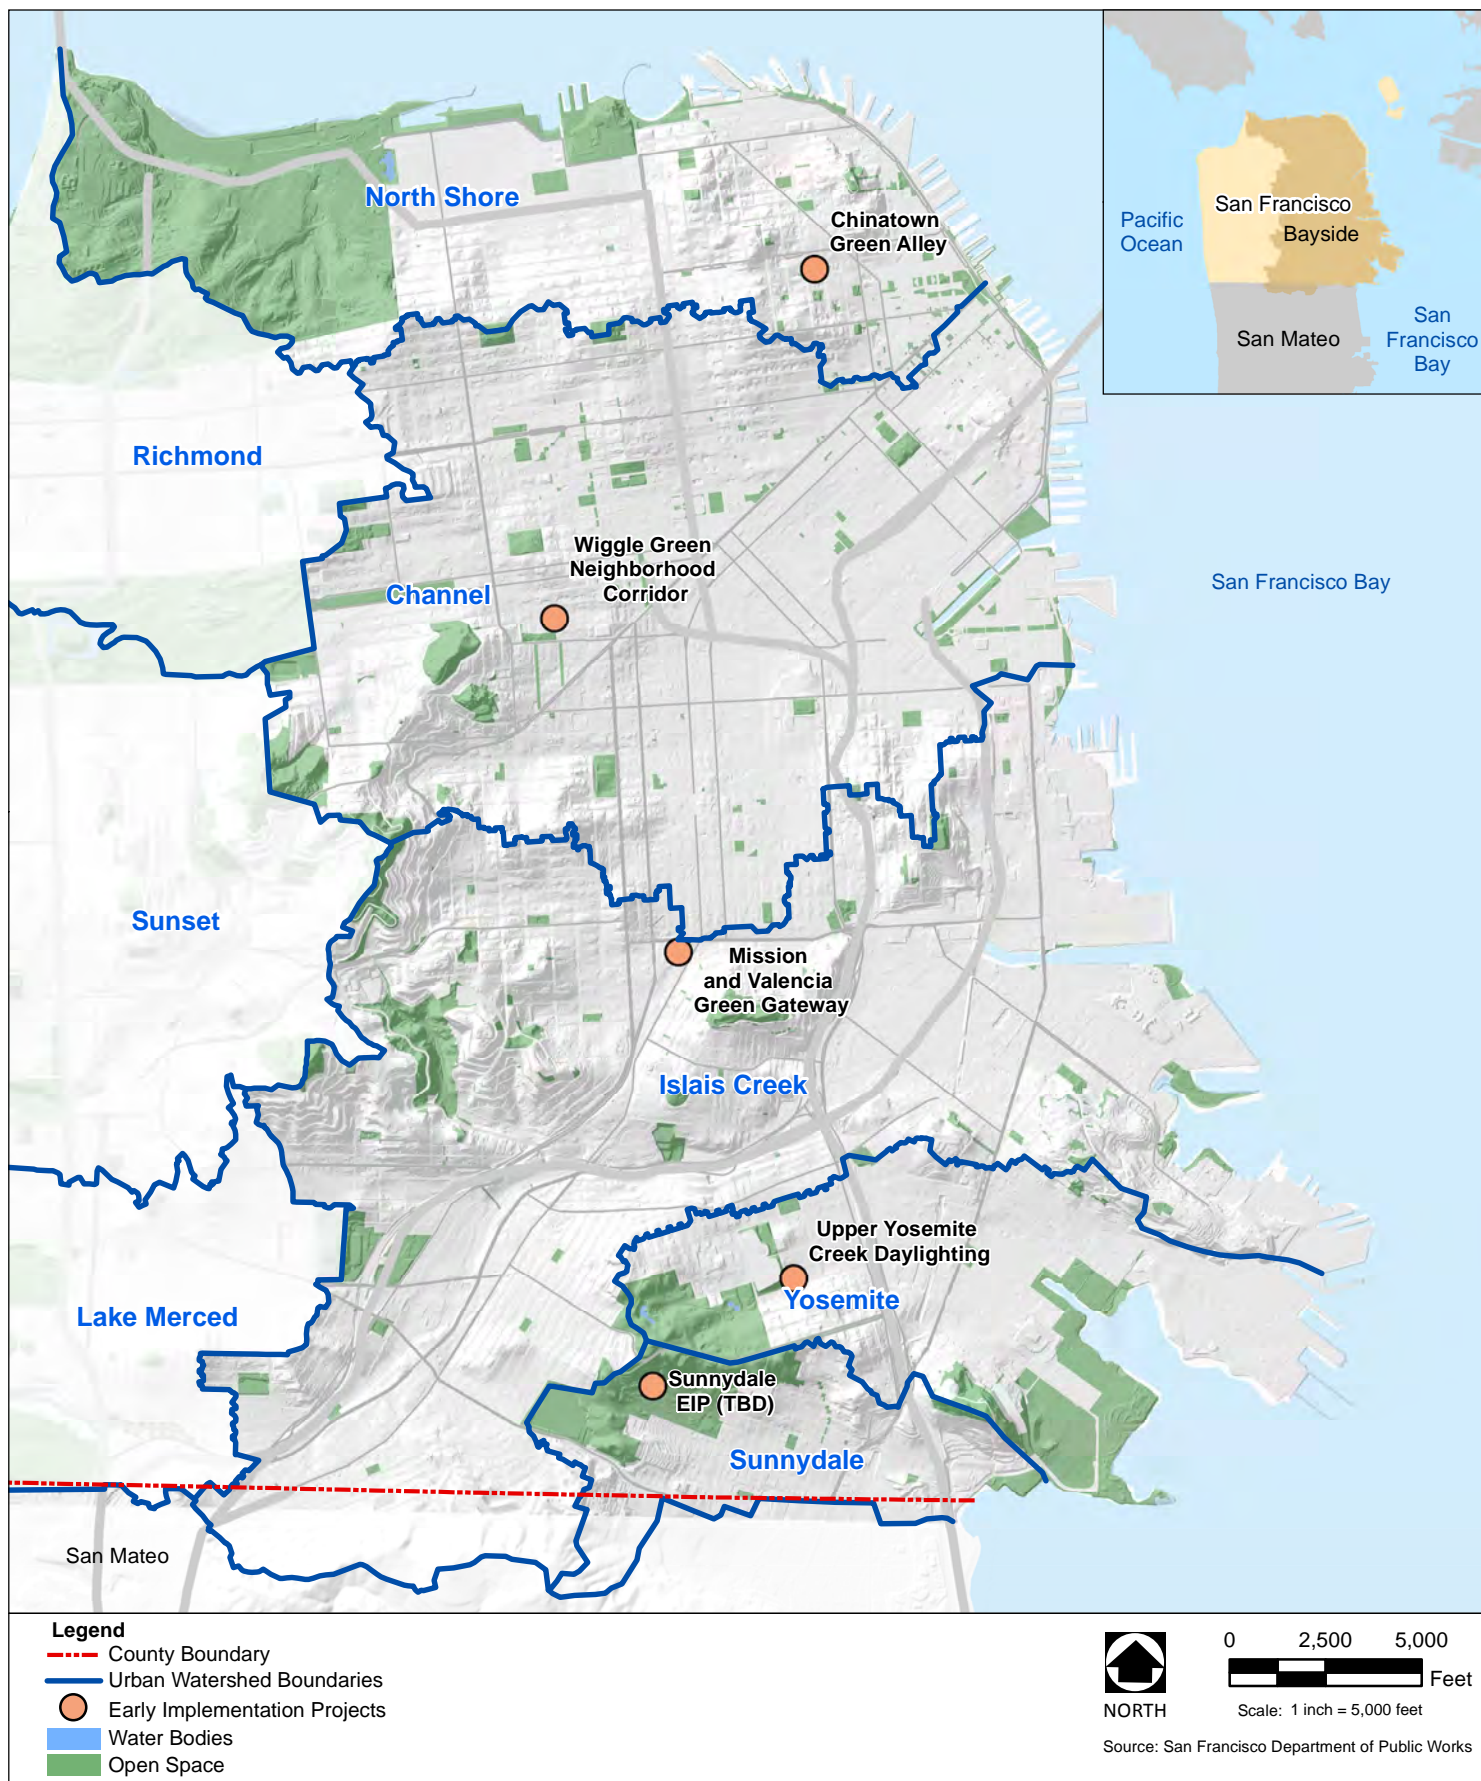 North Shore
Chinatown
Green Alley
San Francisco
Bayside
Pacific
Ocean
San Mateo
San
Francisco
Bay
Richmond
Wiggle Green
Neighborhood
Corridor
Channel
San Francisco Bay
Sunset
Mission
and Valencia
Green Gateway
Islais Creek
Upper Yosemite
Creek Daylighting
Yosemite
Lake Merced
Sunnydale
EIP (TBD)
Sunnydale
San Mateo
Legend
County Boundary
Urban Watershed Boundaries
Early Implementation Projects
Water Bodies
Open Space
NORTH
0 2,500 5,000
Feet
Scale: 1 inch = 5,000 feet
Source: San Francisco Department of Public Works